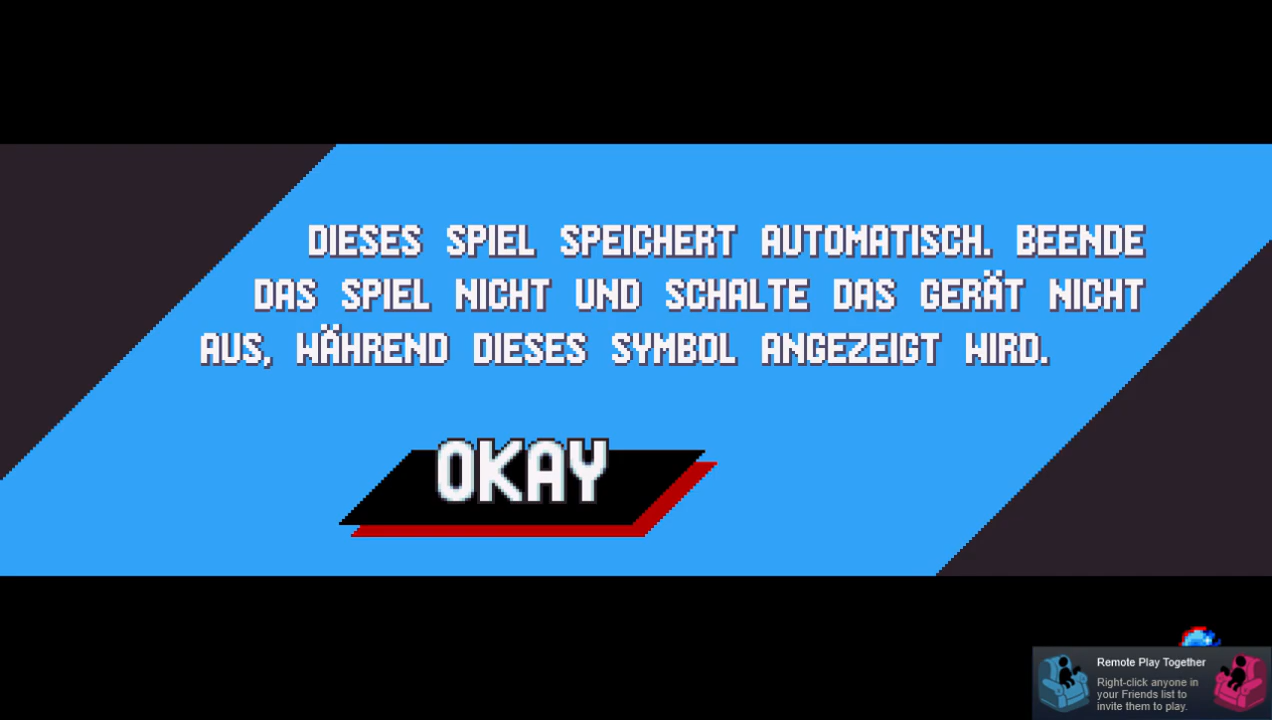 DIESES SPIEL SPEICHERT AUTOMATISCH. BEENDE
DAS SPIEL NICHT UND SCHALTE DAS GERÄT NICHT
AUS, WÄHREND DIESES SYMBOL ANGEZEIGT WIRD.
OKAY
Remote Play Together
Right-click anyone in
your Friends list to
invite them to play.